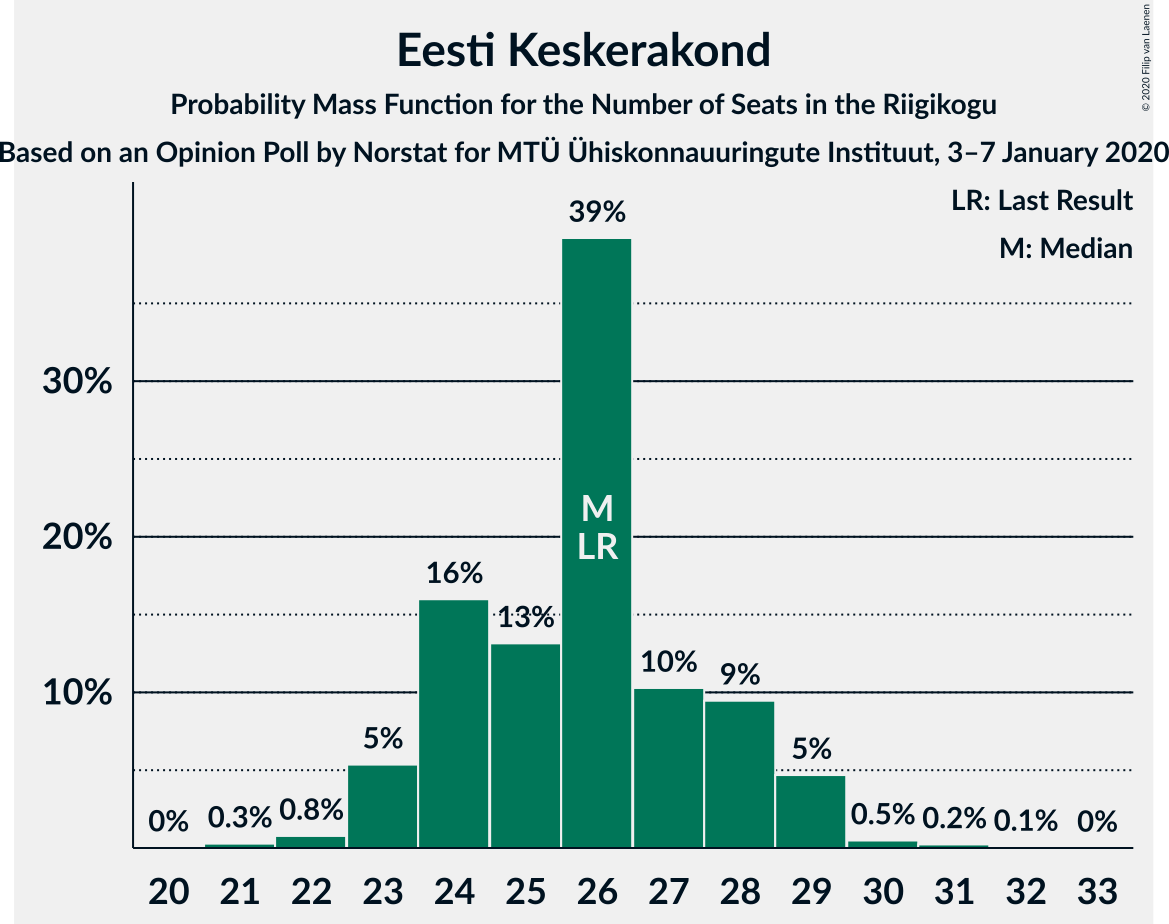 Eesti Keskerakond
Probability Mass Function for the Number of Seats in the Riigikogu
Based on an Opinion Poll by Norstat for MTÜ Ühiskonnauuringute Instituut, 3–7 January 2020
© 2020 Filip van Laenen
LR: Last Result
M: Median
39%
30%
M
20%
LR
16%
13%
10%
9%
10%
5%
5%
0% 0.3% 0.8% 0.5% 0.2% 0.1% 0%
20 21 22 23 24 25 26 27 28 29 30 31 32 33